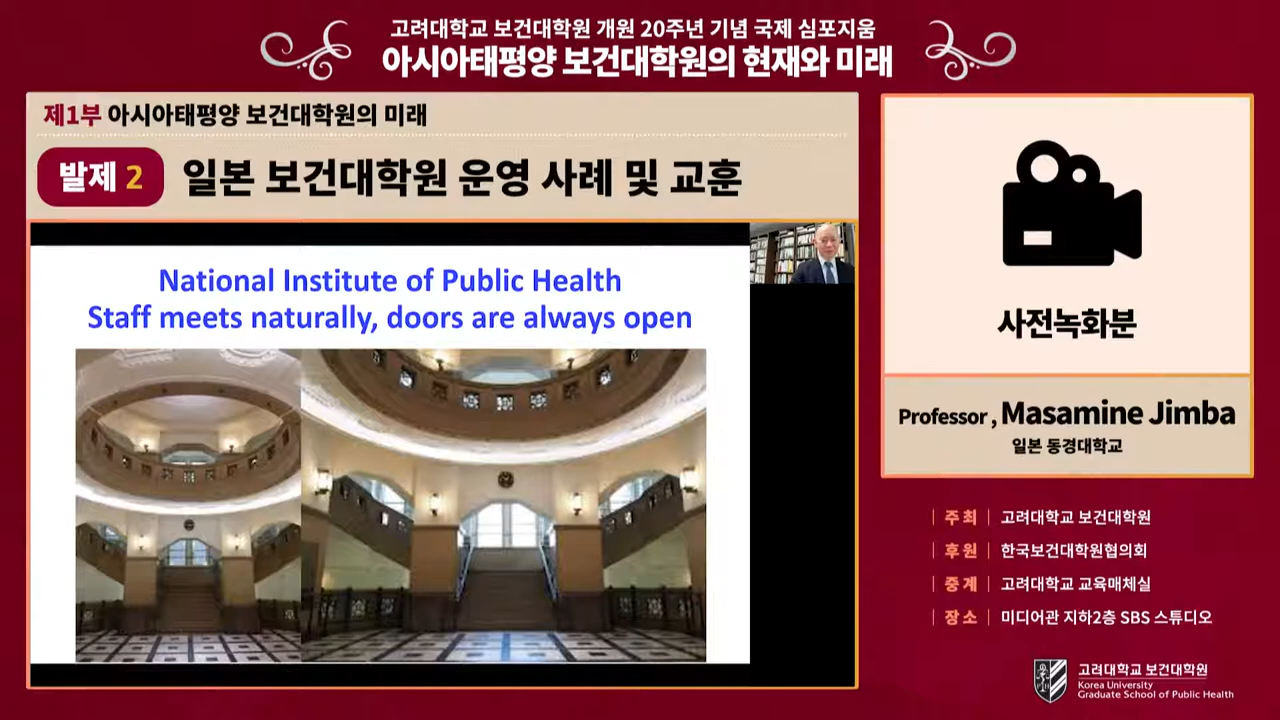 고려대학교 보건대학원 개원 20주년 기념 국제 심포지움
아시아태평양 보건대학원의 현재와 미래
제1부 아시아태평양 보건대학원의 미래
발제 2 일본 보건대학원 운영 사례 및 교훈
National Institute of Public Health
Staff meets naturally, doors are always open
사전녹화분
Professor , Masamine Jimba
일본 동경대학교
주 최 고려대학교 보건대학원
후 원 한국보건대학원협의회
중 계 고려대학교 교육매체실
장 소 미디어관 지하2층 SBS 스튜디오
고려대학교 보건대학원
Korea University
Graduate School of Public Health